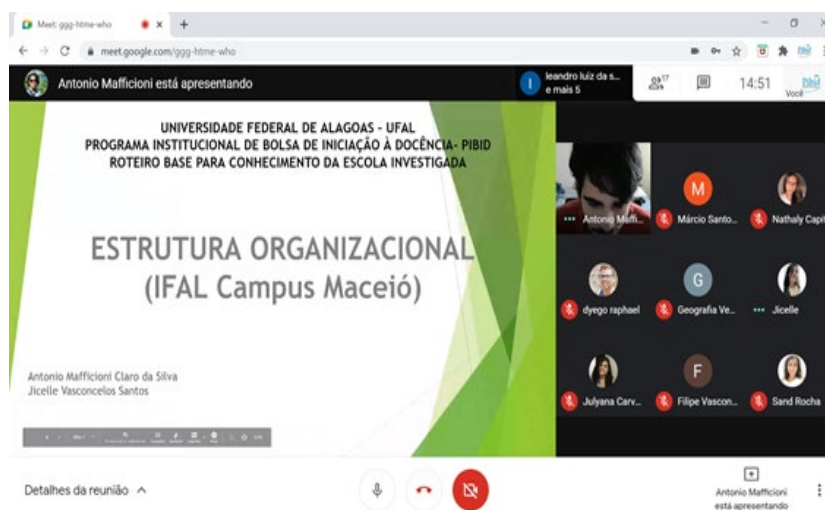 Meet: ggg-htme-who
meet.google.com/ggg-htme-who
Antonio Mafficioni está apresentando
leandro luiz da s...
e mais 5
17
14:51
Você
UNIVERSIDADE FEDERAL DE ALAGOAS - UFAL
PROGRAMA INSTITUCIONAL DE BOLSA DE INICIAÇÃO À DOCÊNCIA- PIBID
ROTEIRO BASE PARA CONHECIMENTO DA ESCOLA INVESTIGADA
ESTRUTURA ORGANIZACIONAL
(IFAL Campus Maceió)
Antonio Mafficioni Claro da Silva
Jicelle Vasconcelos Santos
Antonio Maffi...
M
Márcio Santo...
Nathaly Capit
dyego raphael
G
Geografia Ve...
Jicelle
Julyana Carv...
F
Filipe Vascon...
Sand Rocha
Detalhes da reunião
Antonio Mafficioni
está apresentando